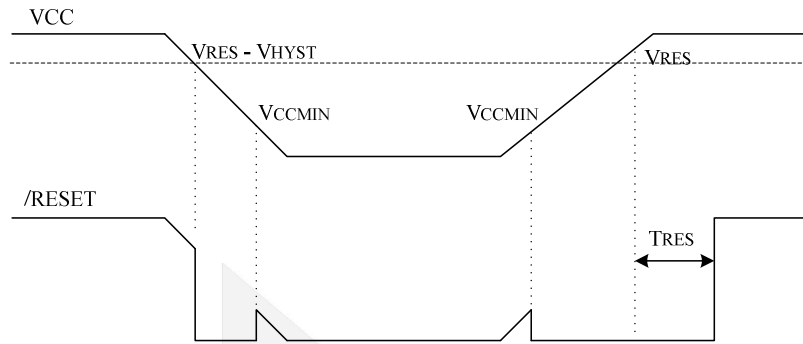 VCC
VRES - VHYST
VRES
VCCMIN
VCCMIN
/RESET
TRES